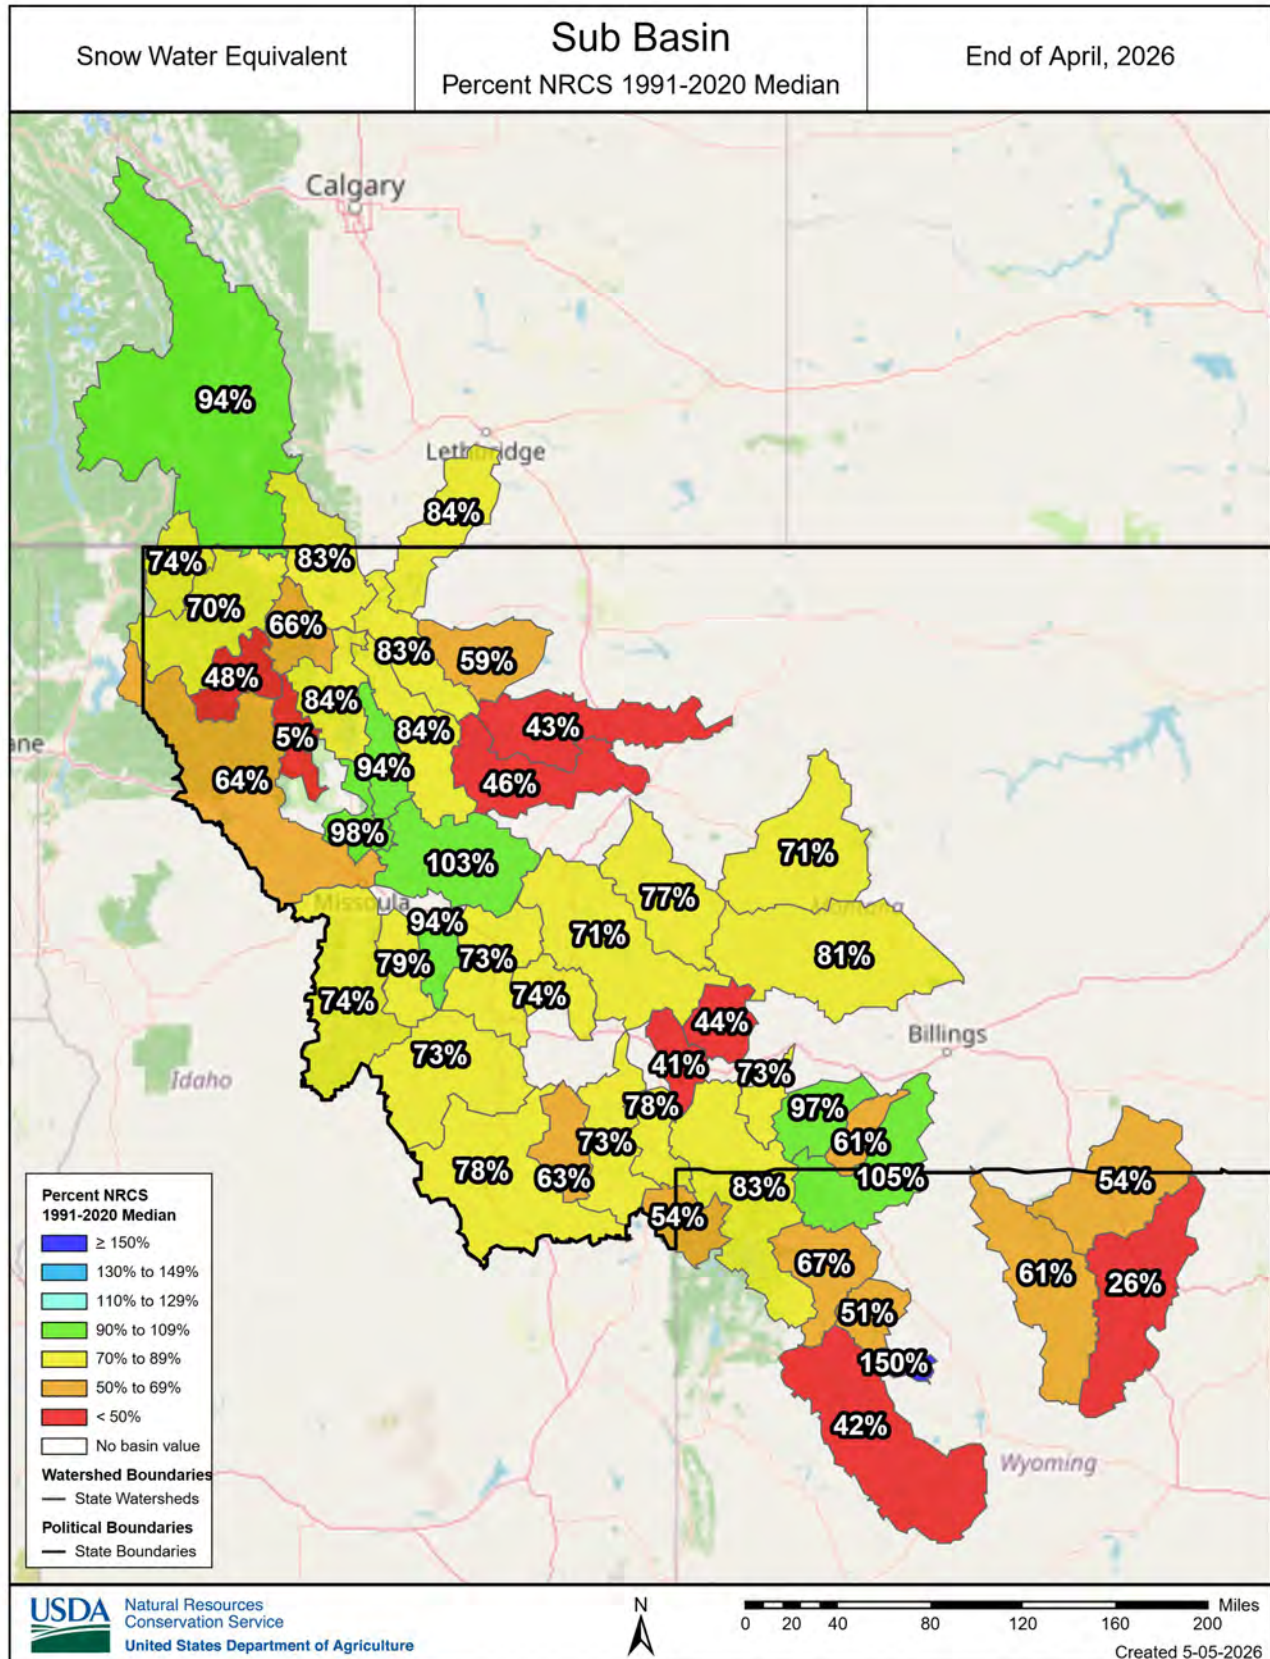 Snow Water Equivalent
Sub Basin
Percent NRCS 1991-2020 Median
End of April, 2026
Calgary
94%
Lethbridge
84%
74%
83%
70%
66%
83%
59%
48%
84%
5%
84%
43%
ane
94%
64%
46%
98%
103%
71%
77%
Missoula
Montana
94%
71%
79%
73%
81%
74%
74%
44%
Billings
73%
41%
73%
Idaho
78%
97%
73%
61%
78%
63%
83%
105%
54%
54%
67%
61%
26%
51%
150%
42%
Wyoming
Percent NRCS
1991-2020 Median
≥ 150%
130% to 149%
110% to 129%
90% to 109%
70% to 89%
50% to 69%
< 50%
No basin value
Watershed Boundaries
State Watersheds
Political Boundaries
State Boundaries
USDA
Natural Resources
Conservation Service
United States Department of Agriculture
N
Miles
0 20 40 80 120 160 200
Created 5-05-2026